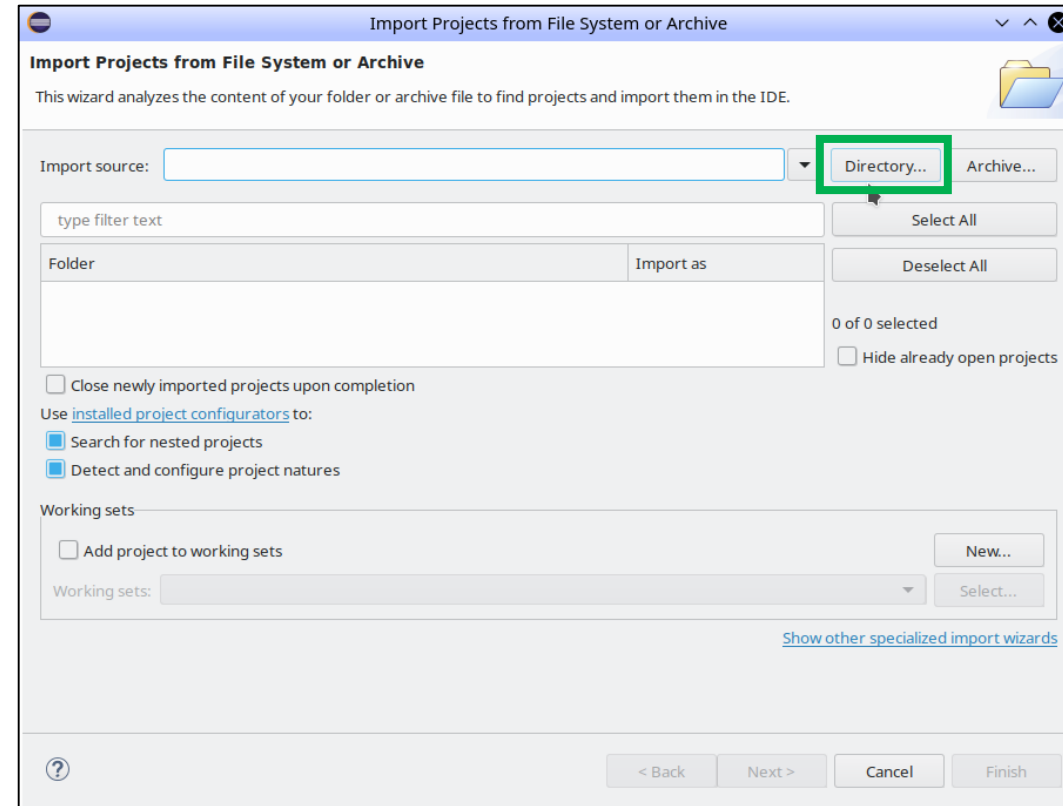 Import Projects from File System or Archive
Import Projects from File System or Archive
This wizard analyzes the content of your folder or archive file to find projects and import them in the IDE.
Import source: Directory... Archive...
type filter text Select All
Folder Import as Deselect All
0 of 0 selected
Hide already open projects
Close newly imported projects upon completion
Use installed project configurators to:
Search for nested projects
Detect and configure project natures
Working sets
Add project to working sets New...
Working sets: Select...
Show other specialized import wizards
? < Back Next > Cancel Finish